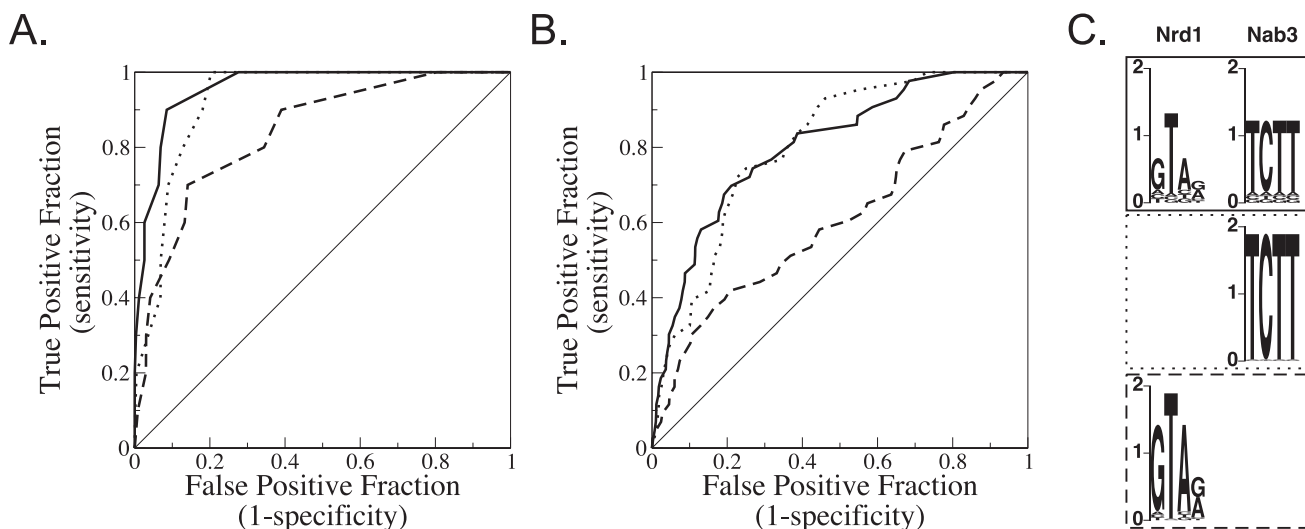 A.
B.
C.
Nrd1 Nab3
True Positive Fraction
(sensitivity)
1
0.8
0.6
0.4
0.2
0
0.2 0.4 0.6 0.8 1
False Positive Fraction
(1-specificity)
True Positive Fraction
(sensitivity)
1
0.8
0.6
0.4
0.2
0
0 0.2 0.4 0.6 0.8 1
False Positive Fraction
(1-specificity)
2
1
0
GTAG
A
2
1
0
TCTT
2
1
0
TCTT
2
1
0
GTAG
A